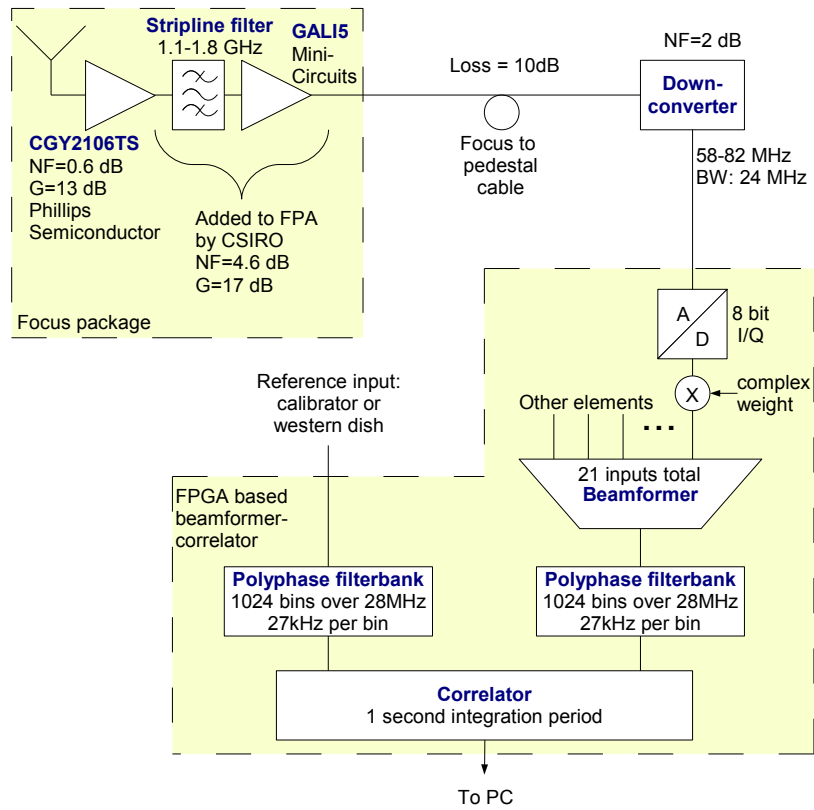 Stripline filter
1.1-1.8 GHz
GALI5
Mini-
Circuits
CGY2106TS
NF=0.6 dB
G=13 dB
Phillips
Semiconductor
Added to FPA
by CSIRO
NF=4.6 dB
G=17 dB
Focus package
Loss = 10dB
Focus to
pedestal
cable
NF=2 dB
Down-
converter
58-82 MHz
BW: 24 MHz
A
D
8 bit
I/Q
X
complex
weight
Other elements
...
21 inputs total
Beamformer
Reference input:
calibrator or
western dish
FPGA based
beamformer-
correlator
Polyphase filterbank
1024 bins over 28MHz
27kHz per bin
Polyphase filterbank
1024 bins over 28MHz
27kHz per bin
Correlator
1 second integration period
To PC